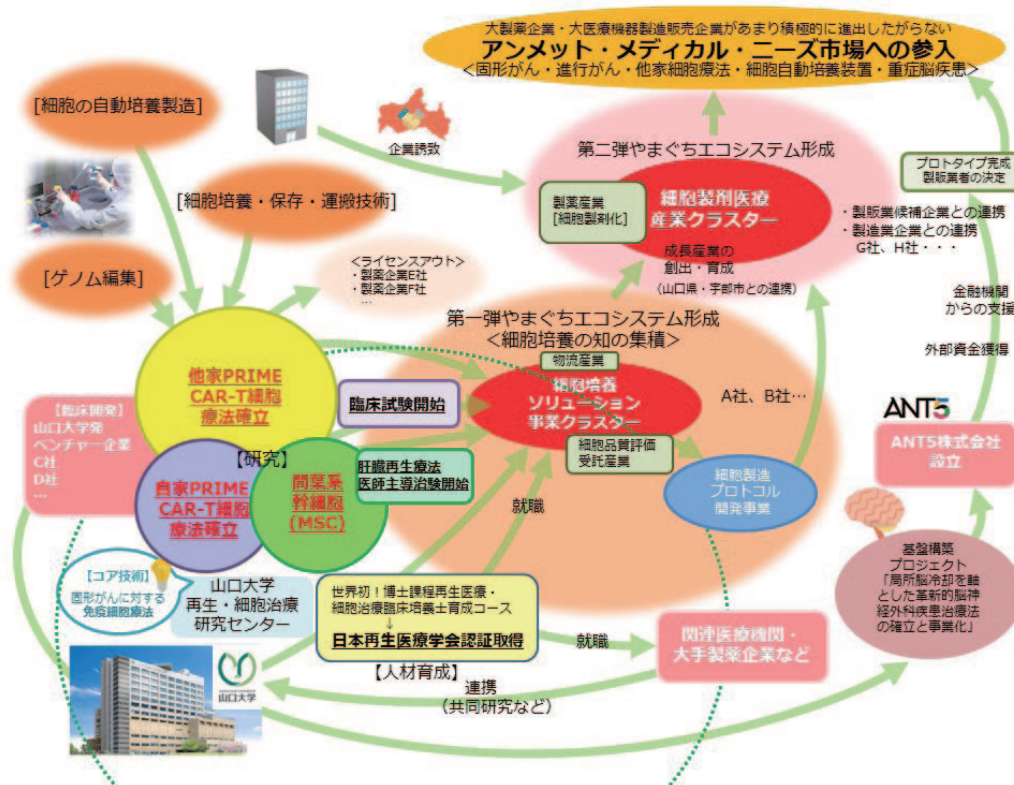 大製薬企業・大医療機器製造販売企業があまり積極的に進出したがらない
アンメット・メディカル・ニーズ市場への参入
<固形がん・進行がん・他家細胞療法・細胞自動培養装置・重症脳疾患>
[細胞の自動培養製造]
企業誘致
第二弾やまぐちエコシステム形成
プロトタイプ完成
製販業者の決定
[細胞培養・保存・運搬技術]
製薬産業
[細胞製剤化]
細胞製剤医療
産業クラスター
・製販業候補企業との連携
・製造業企業との連携
G社、H社・・・
[ゲノム編集]
<ライセンスアウト>
・製薬企業E社
・製薬企業F社
…
成長産業の
創出・育成
(山口県・宇部市との連携)
金融機関
からの支援
外部資金獲得
第一弾やまぐちエコシステム形成
<細胞培養の知の集積>
物流産業
他家PRIME
CAR-T細胞
療法確立
臨床試験開始
細胞培養
ソリューション
事業クラスター
A社、B社…
【臨床開発】
山口大学発
ベンチャー企業
C社
D社
…
ANT5
ANT5株式会社
設立
細胞品質評価
受託産業
【研究】
肝臓再生療法
医師主導治験開始
細胞製造
プロトコル
開発事業
自家PRIME
CAR-T細胞
療法確立
間葉系
幹細胞
(MSC)
就職
基盤構築
プロジェクト
「局所脳冷却を軸
とした革新的脳神
経外科疾患治療法
の確立と事業化」
【コア技術】
固形がんに対する
免疫細胞療法
山口大学
再生・細胞治療
研究センター
世界初！博士課程再生医療・
細胞治療臨床培養士育成コース
↓
日本再生医療学会認証取得
就職
関連医療機関・
大手製薬企業など
【人材育成】
連携
(共同研究など)
山口大学